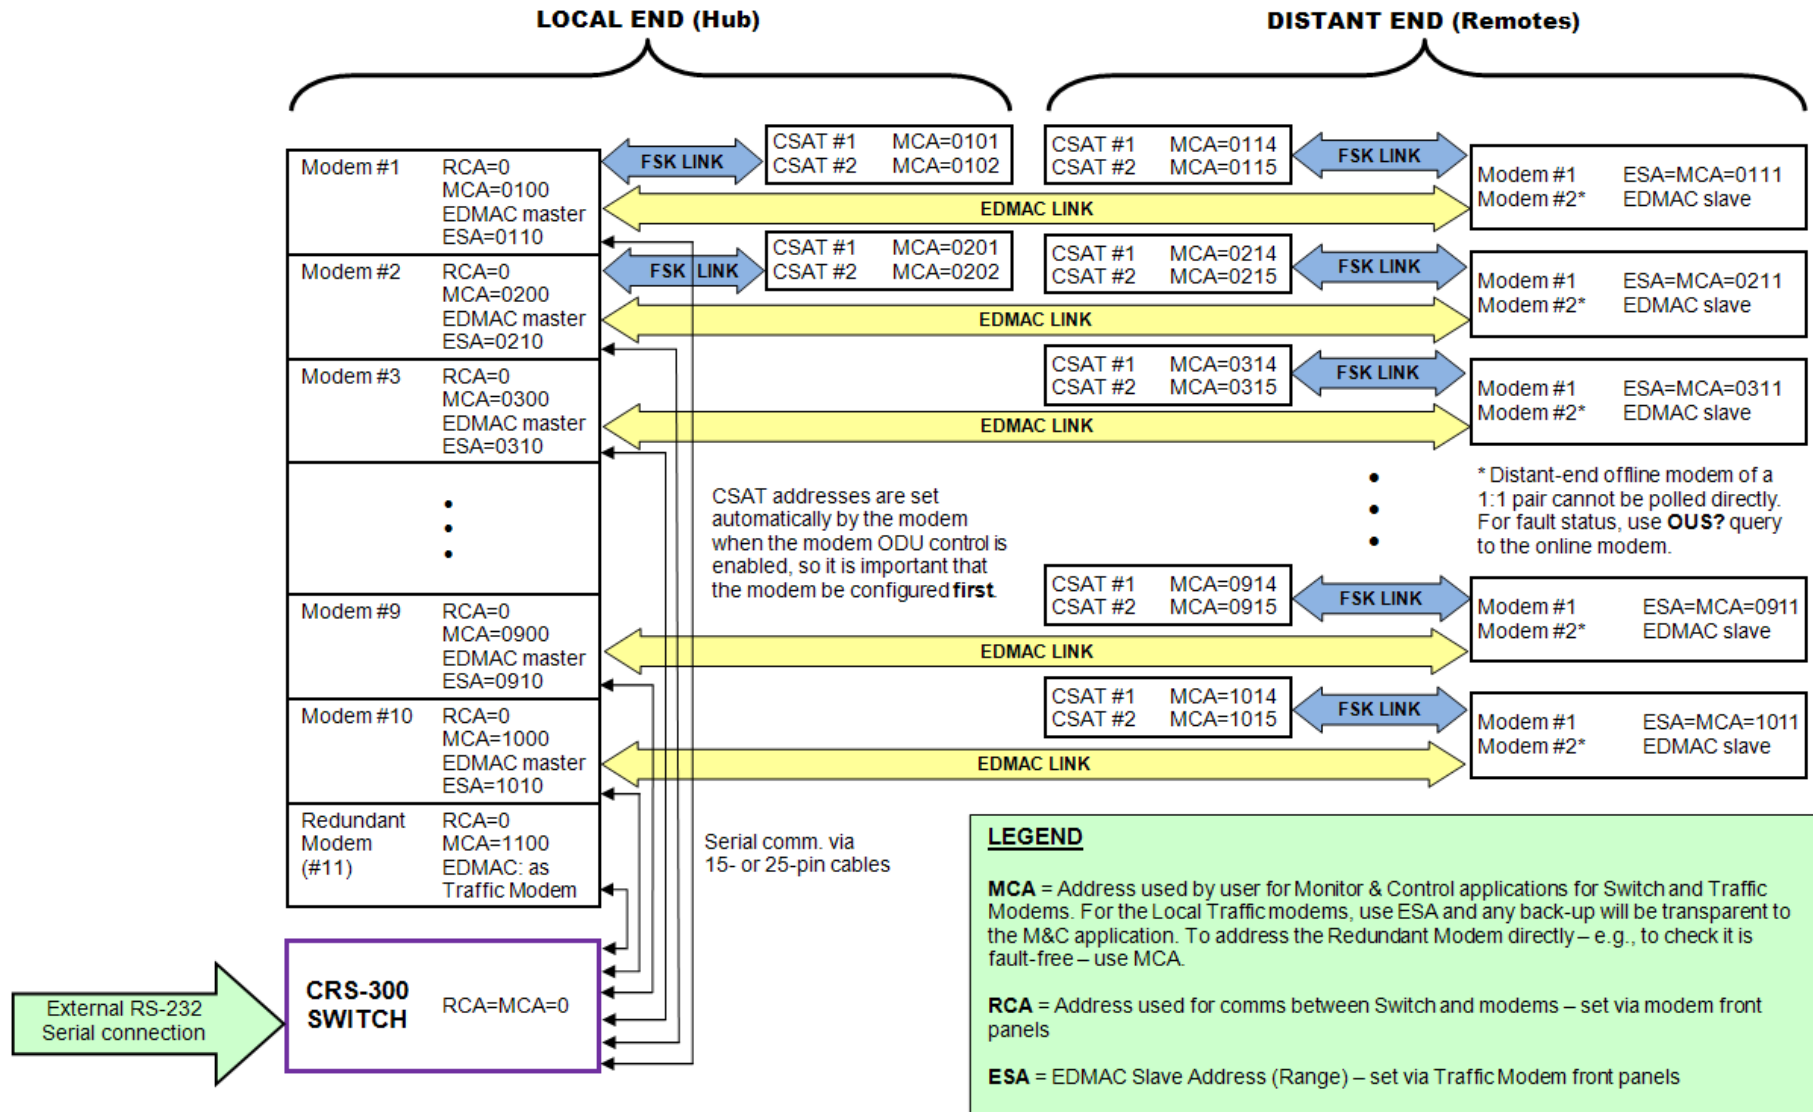 LOCAL END (Hub)
DISTANT END (Remotes)
Modem #1 RCA=0
MCA=0100
EDMAC master
ESA=0110
FSK LINK
CSAT #1 MCA=0101
CSAT #2 MCA=0102
CSAT #1 MCA=0114
CSAT #2 MCA=0115
FSK LINK
Modem #1 ESA=MCA=0111
Modem #2* EDMAC slave
EDMAC LINK
Modem #2 RCA=0
MCA=0200
EDMAC master
ESA=0210
FSK LINK
CSAT #1 MCA=0201
CSAT #2 MCA=0202
CSAT #1 MCA=0214
CSAT #2 MCA=0215
FSK LINK
Modem #1 ESA=MCA=0211
Modem #2* EDMAC slave
EDMAC LINK
Modem #3 RCA=0
MCA=0300
EDMAC master
ESA=0310
CSAT #1 MCA=0314
CSAT #2 MCA=0315
FSK LINK
Modem #1 ESA=MCA=0311
Modem #2* EDMAC slave
EDMAC LINK
CSAT addresses are set
automatically by the modem
when the modem ODU control is
enabled, so it is important that
the modem be configured first.
* Distant-end offline modem of a
1:1 pair cannot be polled directly.
For fault status, use OUS? query
to the online modem.
Modem #9 RCA=0
MCA=0900
EDMAC master
ESA=0910
CSAT #1 MCA=0914
CSAT #2 MCA=0915
FSK LINK
Modem #1 ESA=MCA=0911
Modem #2* EDMAC slave
EDMAC LINK
Modem #10 RCA=0
MCA=1000
EDMAC master
ESA=1010
CSAT #1 MCA=1014
CSAT #2 MCA=1015
FSK LINK
Modem #1 ESA=MCA=1011
Modem #2* EDMAC slave
EDMAC LINK
Redundant RCA=0
Modem MCA=1100
(#11) EDMAC: as
Traffic Modem
Serial comm. via
15- or 25-pin cables
External RS-232
Serial connection
CRS-300
SWITCH
RCA=MCA=0
LEGEND
MCA = Address used by user for Monitor & Control applications for Switch and Traffic
Modems. For the Local Traffic modems, use ESA and any back-up will be transparent to
the M&C application. To address the Redundant Modem directly – e.g., to check it is
fault-free – use MCA.
RCA = Address used for comms between Switch and modems – set via modem front
panels
ESA = EDMAC Slave Address (Range) – set via Traffic Modem front panels